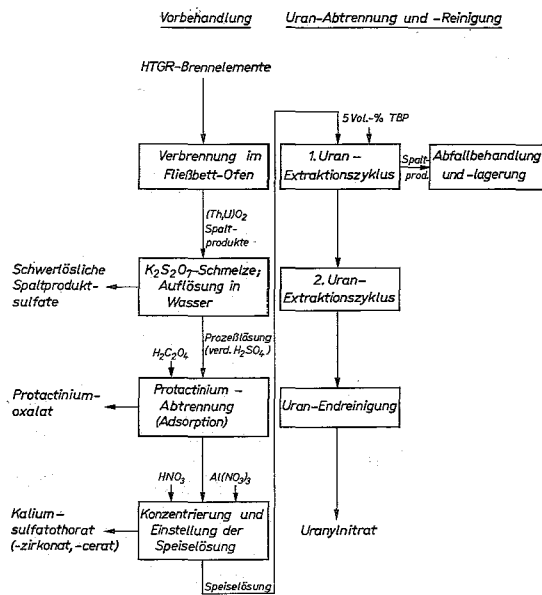 Vorbehandlung
Uran-Abtrennung und -Reinigung
HTGR-Brennelemente
Verbrennung im
Fließbett-Ofen
(Th,U)O2
Spalt-
produkte
K2S2O7-Schmelze;
Auflösung in
Wasser
Schwerlösliche
Spaltprodukt-
sulfate
Prozeßlösung
(verd. H2SO4)
H2C2O4
Protactinium-
Abtrennung
(Adsorption)
Protactinium-
oxalat
HNO3
Al(NO3)3
Konzentrierung und
Einstellung der
Speiselösung
Kalium-
sulfatothorat
(-zirkonat, -cerat)
Speiselösung
5 Vol.-% TBP
1. Uran-
Extraktionszyklus
Spalt-
prod.
Abfallbehandlung
und -lagerung
2. Uran-
Extraktionszyklus
Uran-Endreinigung
Uranylnitrat